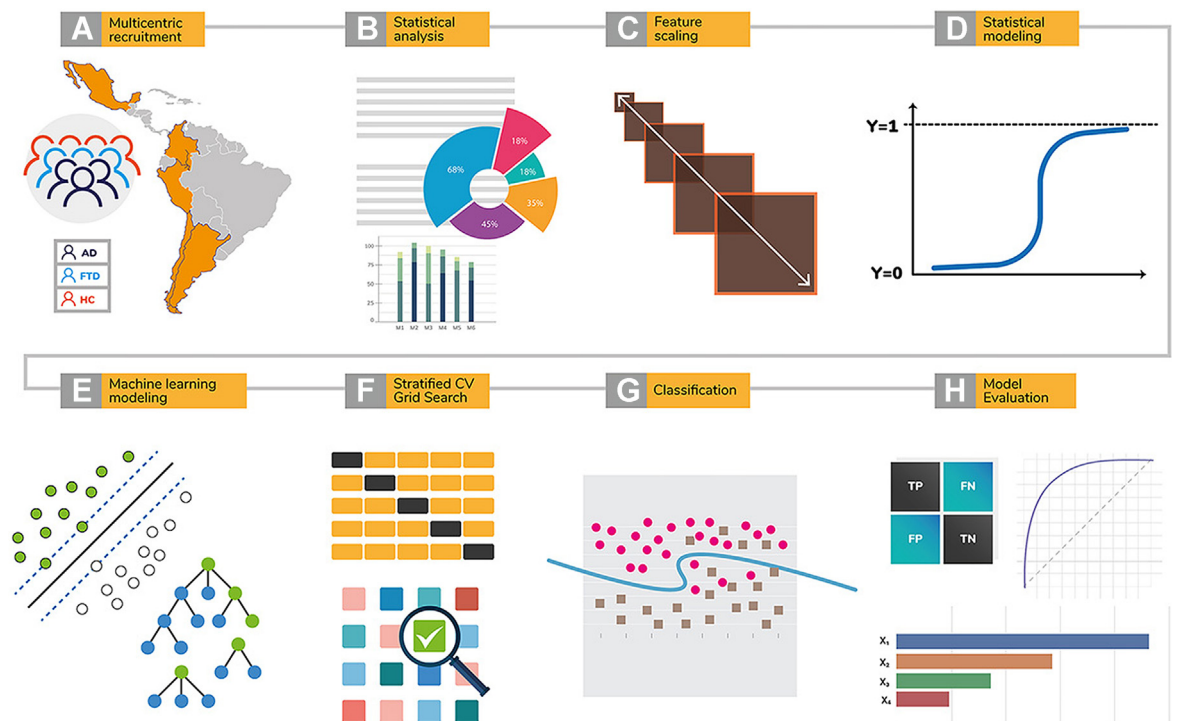 A
Multicentric
recruitment
B
Statistical
analysis
C
Feature
scaling
D
Statistical
modeling
AD
FTD
HC
68%
18%
18%
35%
45%
100
75
50
25
0
M1 M2 M3 M4 M5 M6
Y=1
Y=0
E
Machine learning
modeling
F
Stratified CV
Grid Search
G
Classification
H
Model
Evaluation
TP FN
FP TN
X₁
X₂
X₃
X₄